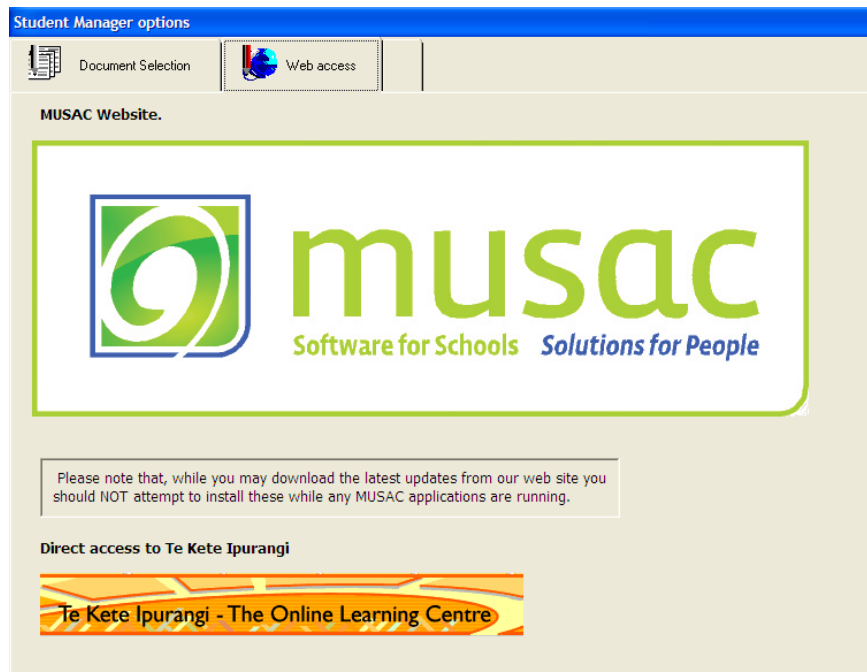 Student Manager options
Document Selection
Web access
MUSAC Website.
musac
Software for Schools Solutions for People
Please note that, while you may download the latest updates from our web site you
should NOT attempt to install these while any MUSAC applications are running.
Direct access to Te Kete Ipurangi
Te Kete Ipurangi - The Online Learning Centre